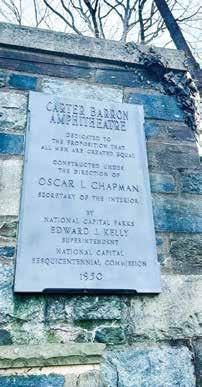 CARTER BARRON
AMPHITHEATRE
DEDICATED TO
THE PROPOSITION THAT
ALL MEN ARE CREATED EQUAL
CONSTRUCTED UNDER
THE DIRECTION OF
OSCAR L. CHAPMAN
SECRETARY OF THE INTERIOR
BY
NATIONAL CAPITAL PARKS
EDWARD J. KELLY
SUPERINTENDENT
NATIONAL CAPITAL
SESQUICENTENNIAL COMMISSION
1950